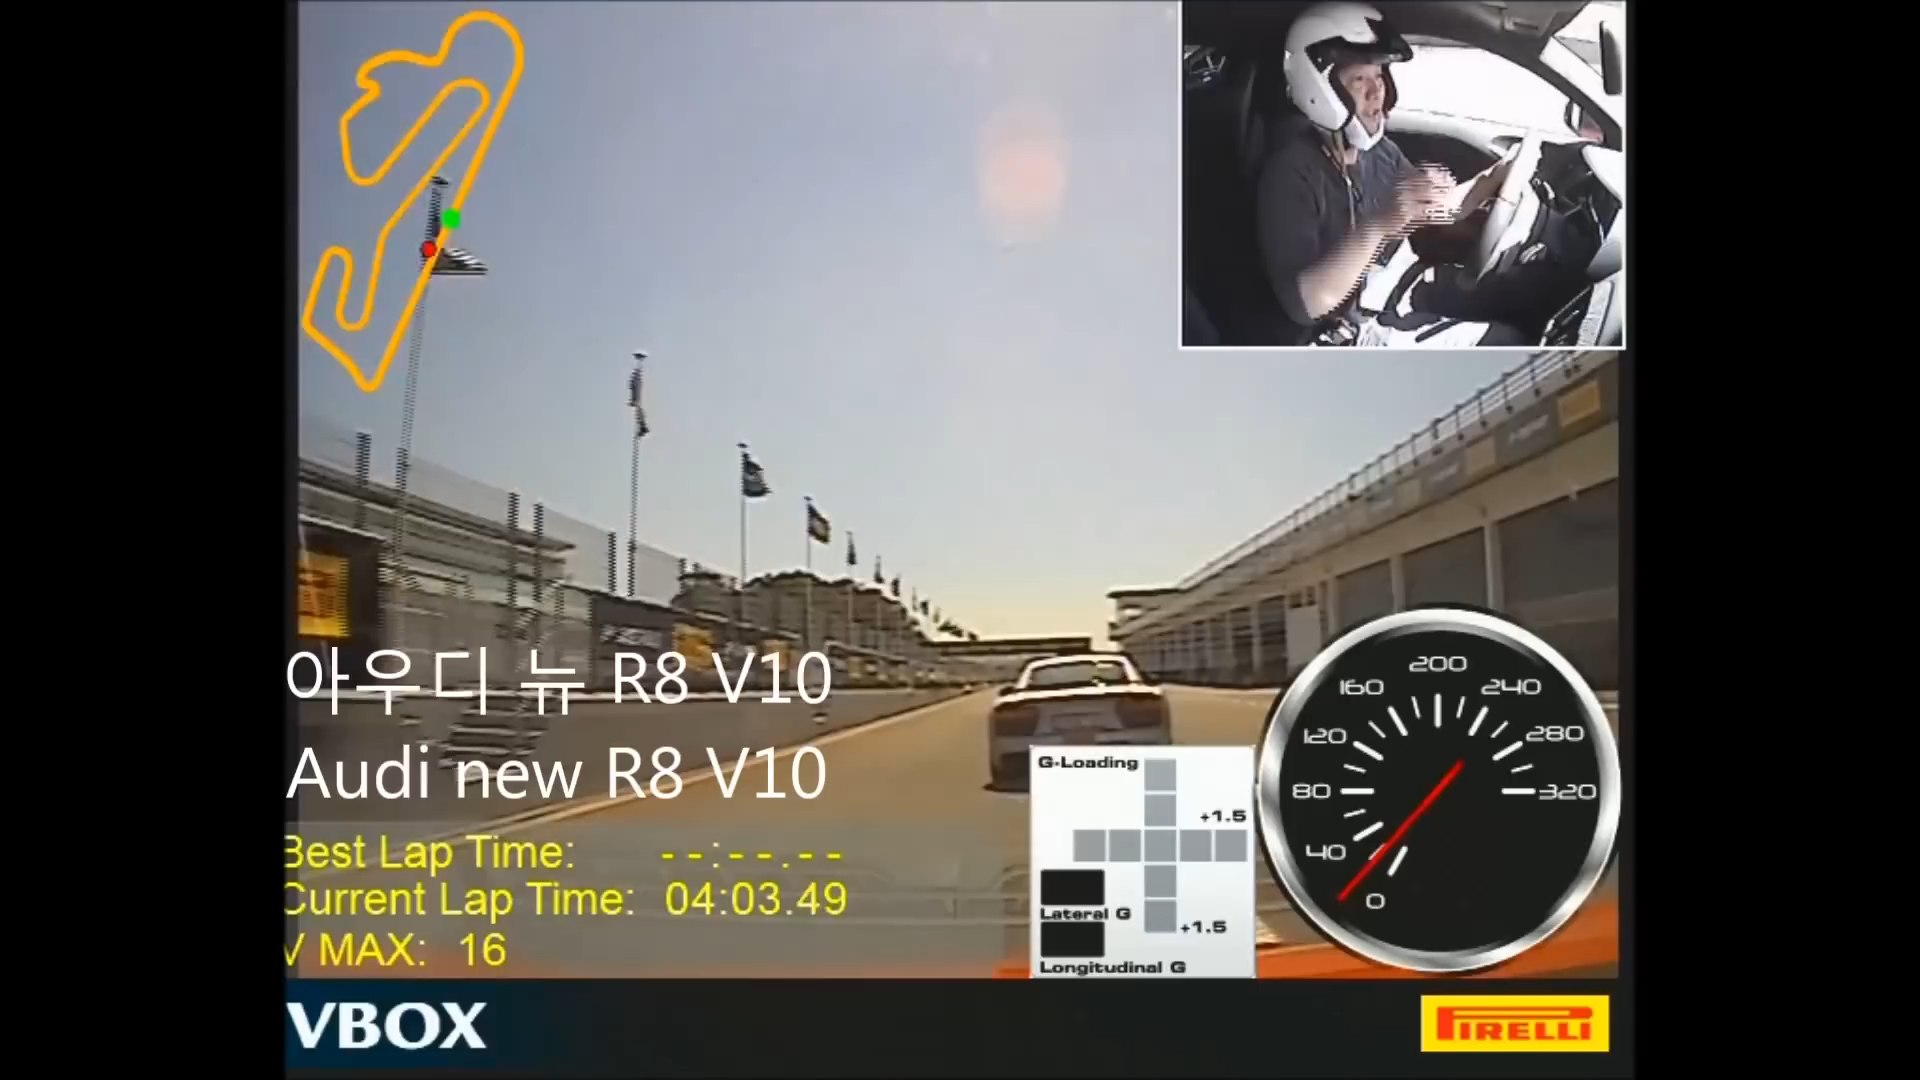 아우디 뉴 R8 V10
Audi new R8 V10
Best Lap Time: --:--.--
Current Lap Time: 04:03.49
V MAX: 16
G-Loading
+1.5
Lateral G
+1.5
Longitudinal G
0
40
80
120
160
200
240
280
320
VBOX
PIRELLI